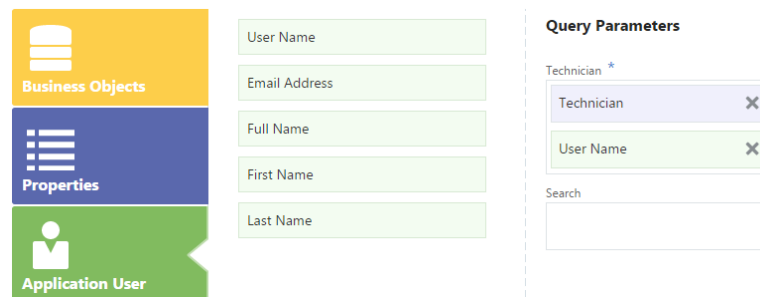 Business Objects
Properties
Application User
User Name
Email Address
Full Name
First Name
Last Name
Query Parameters
Technician *
Technician
User Name
Search